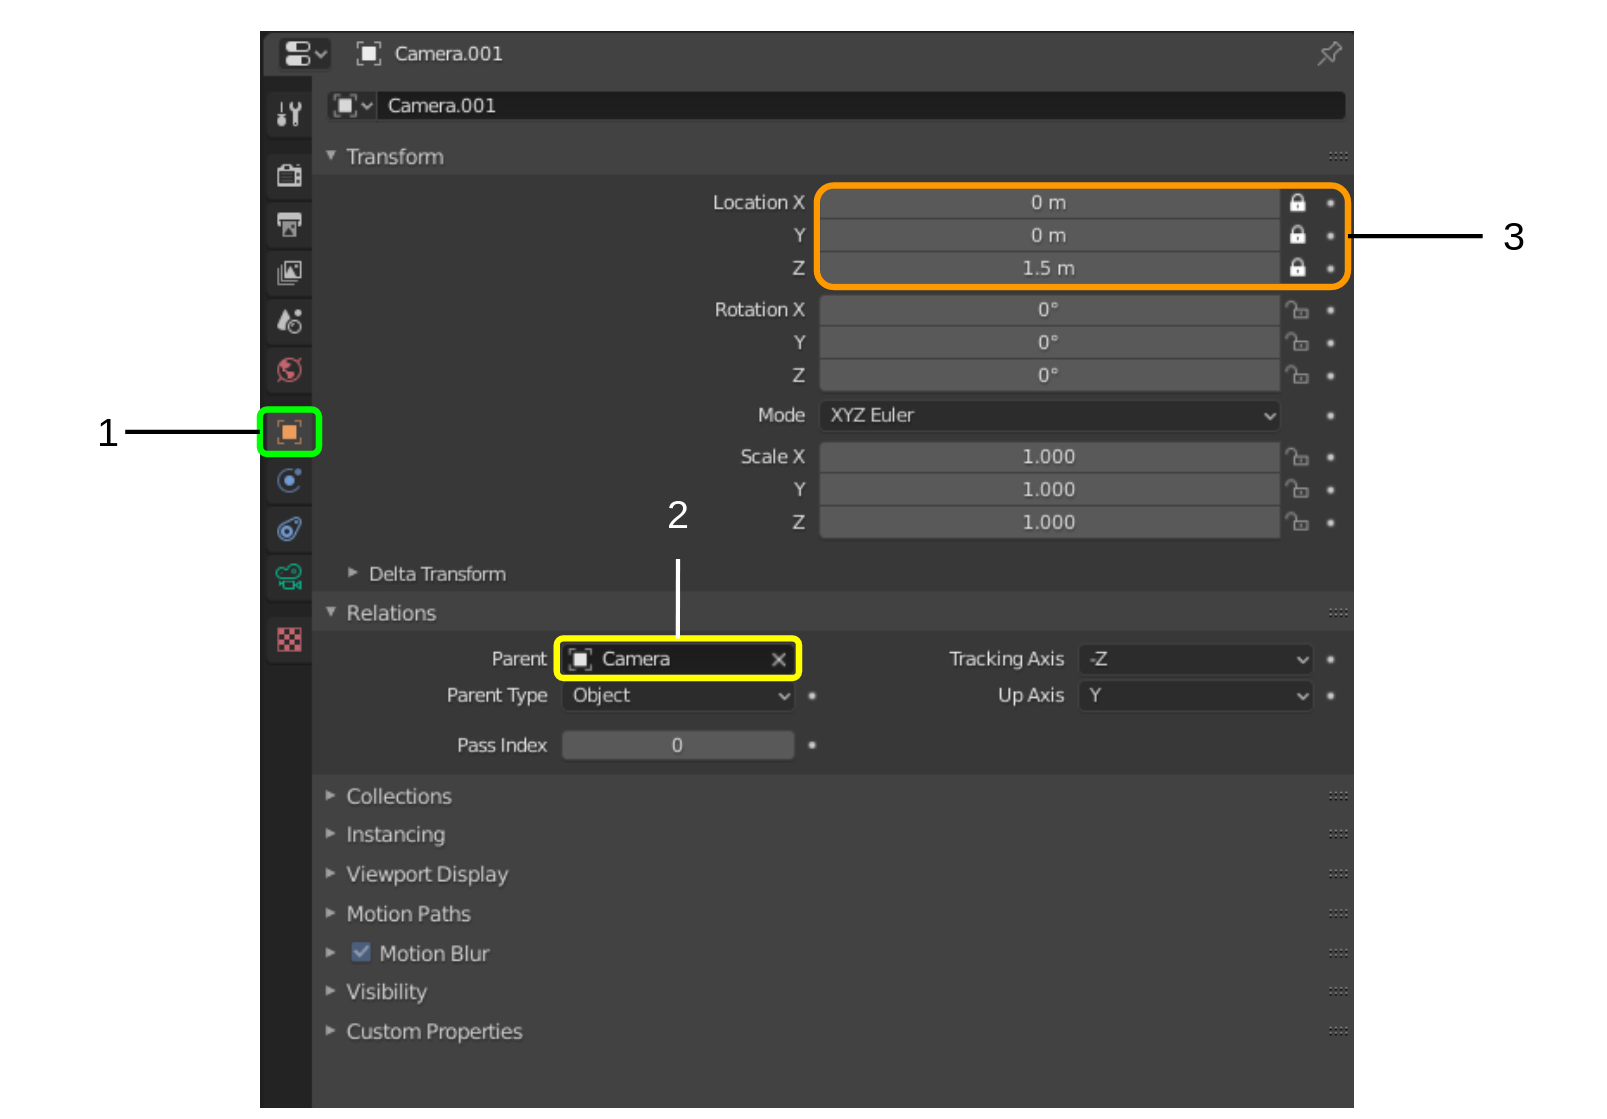 Camera.001
Camera.001
Transform
Location X 0 m
Y 0 m
3
Z 1.5 m
Rotation X 0°
Y 0°
Z 0°
Mode XYZ Euler
1
Scale X 1.000
Y 1.000
2
Z 1.000
Delta Transform
Relations
Parent Camera Tracking Axis -Z
Parent Type Object Up Axis Y
Pass Index 0
Collections
Instancing
Viewport Display
Motion Paths
Motion Blur
Visibility
Custom Properties